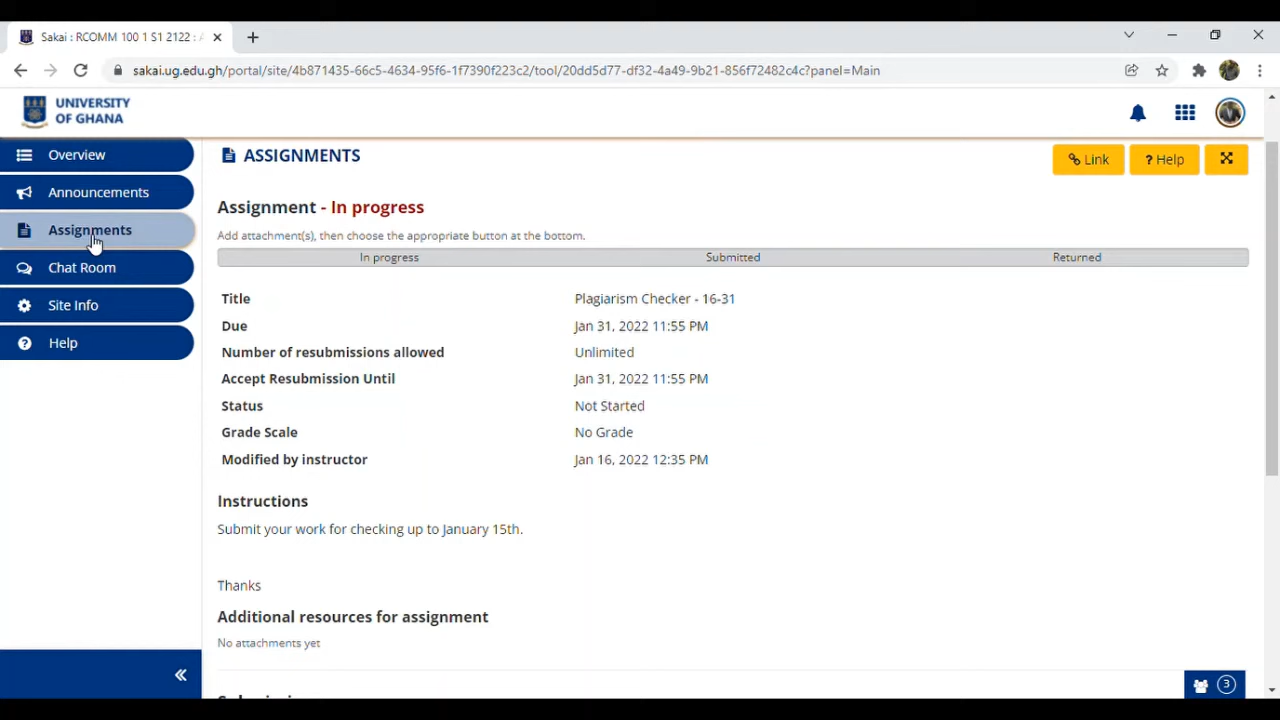 Sakai : RCOMM 100 1 S1 2122 :
sakai.ug.edu.gh/portal/site/4b871435-66c5-4634-95f6-1f7390f223c2/tool/20dd5d77-df32-4a49-9b21-856f72482c4c?panel=Main
UNIVERSITY
OF GHANA
Overview
Announcements
Assignments
Chat Room
Site Info
Help
ASSIGNMENTS
Link
? Help
Assignment - In progress
Add attachment(s), then choose the appropriate button at the bottom.
In progress Submitted Returned
Title Plagiarism Checker - 16-31
Due Jan 31, 2022 11:55 PM
Number of resubmissions allowed Unlimited
Accept Resubmission Until Jan 31, 2022 11:55 PM
Status Not Started
Grade Scale No Grade
Modified by instructor Jan 16, 2022 12:35 PM
Instructions
Submit your work for checking up to January 15th.
Thanks
Additional resources for assignment
No attachments yet
3